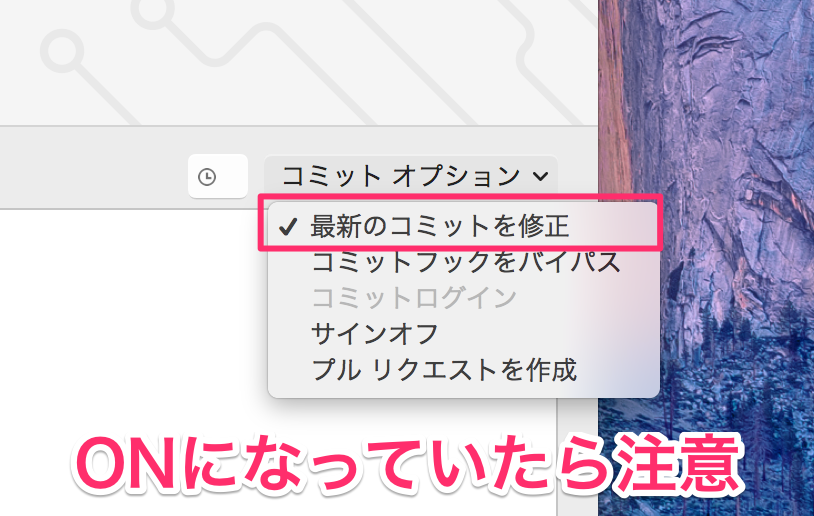 コミット オプション
最新のコミットを修正
コミットフックをバイパス
コミットログイン
サインオフ
プル リクエストを作成
ONになっていたら注意